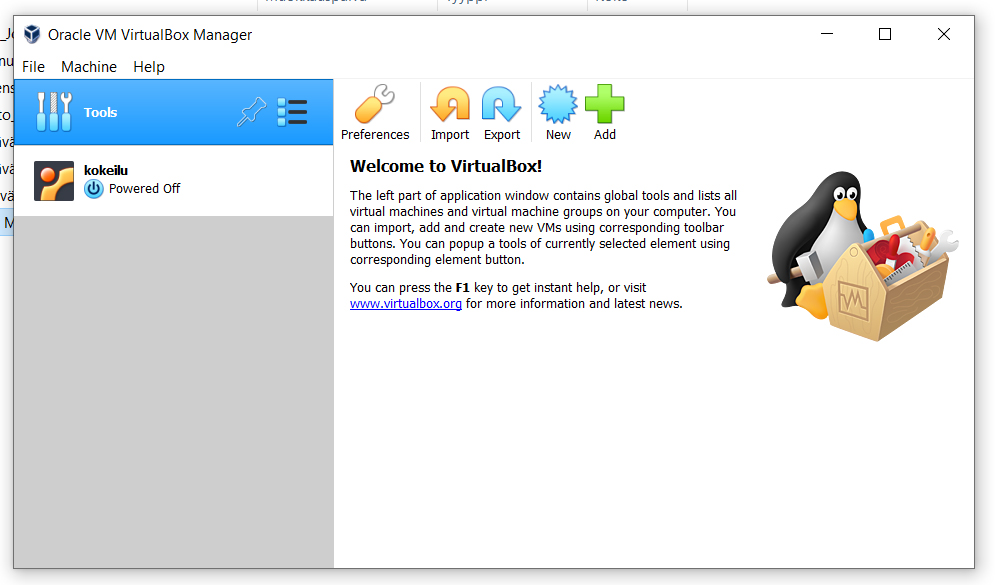 Oracle VM VirtualBox Manager
File Machine Help
Tools
Preferences Import Export New Add
kokeilu
Powered Off
Welcome to VirtualBox!
The left part of application window contains global tools and lists all
virtual machines and virtual machine groups on your computer. You
can import, add and create new VMs using corresponding toolbar
buttons. You can popup a tools of currently selected element using
corresponding element button.
You can press the F1 key to get instant help, or visit
www.virtualbox.org for more information and latest news.